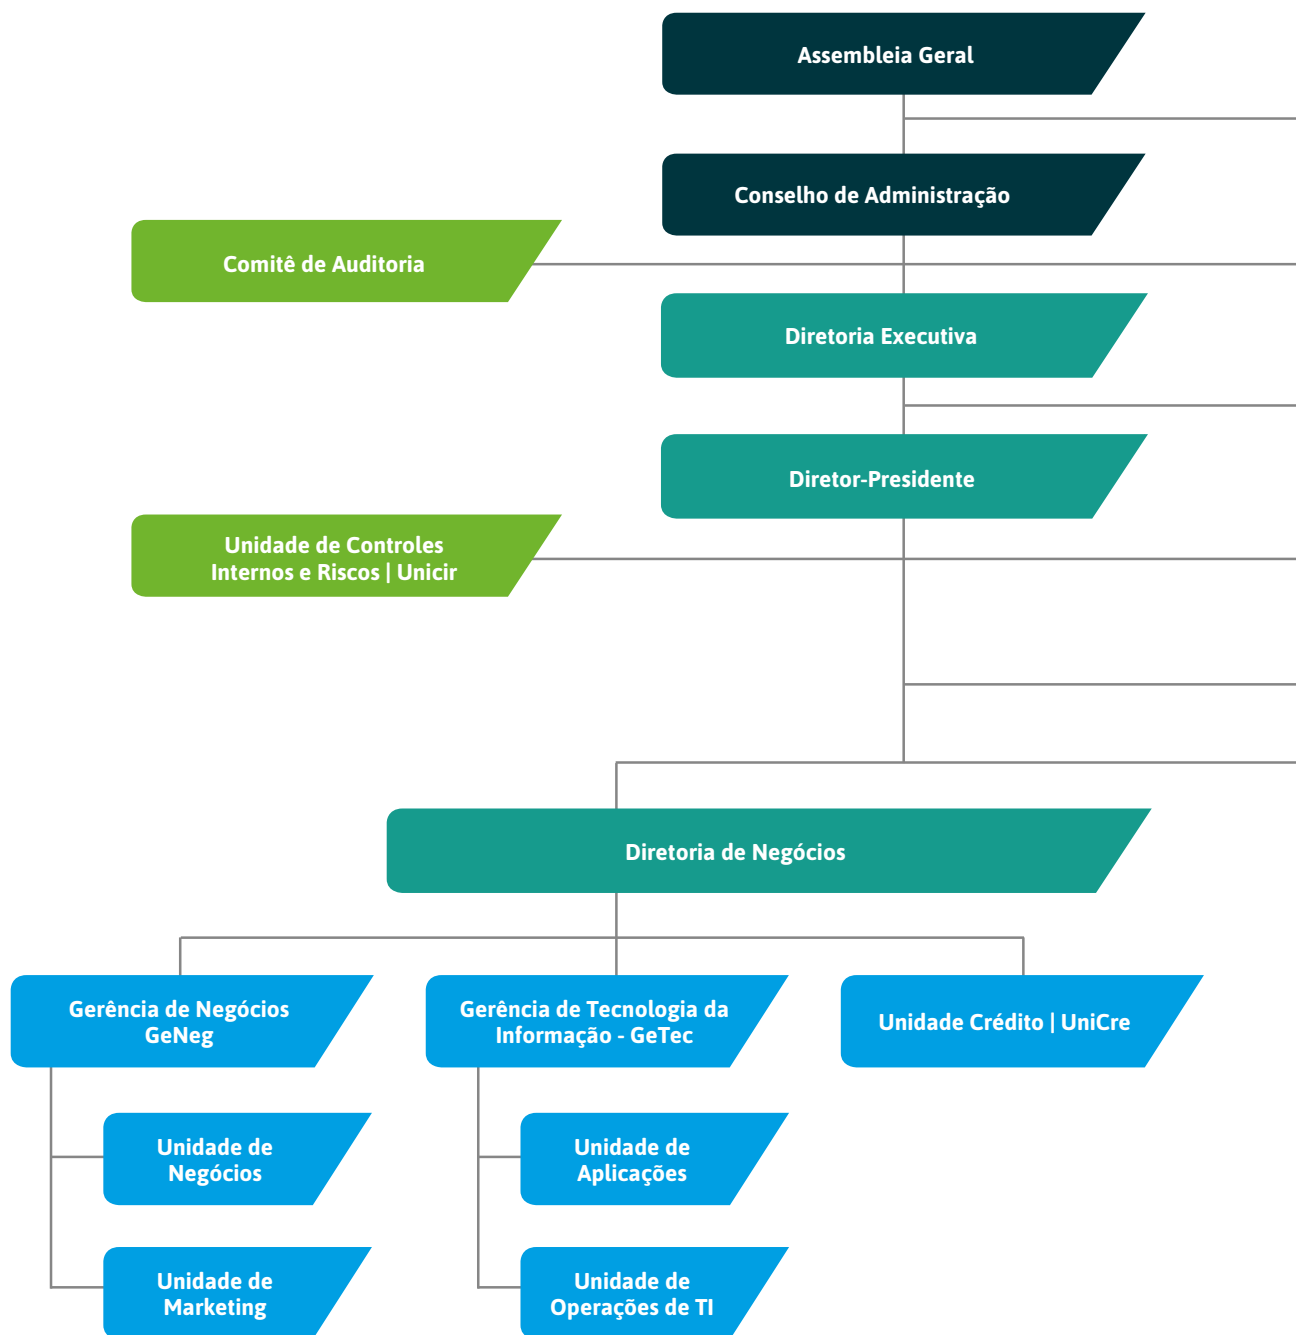 Assembleia Geral
Conselho de Administração
Comitê de Auditoria
Diretoria Executiva
Diretor-Presidente
Unidade de Controles
Internos e Riscos | Unicir
Diretoria de Negócios
Gerência de Negócios
GeNeg
Gerência de Tecnologia da
Informação - GeTec
Unidade Crédito | UniCre
Unidade de
Negócios
Unidade de
Aplicações
Unidade de
Marketing
Unidade de
Operações de TI